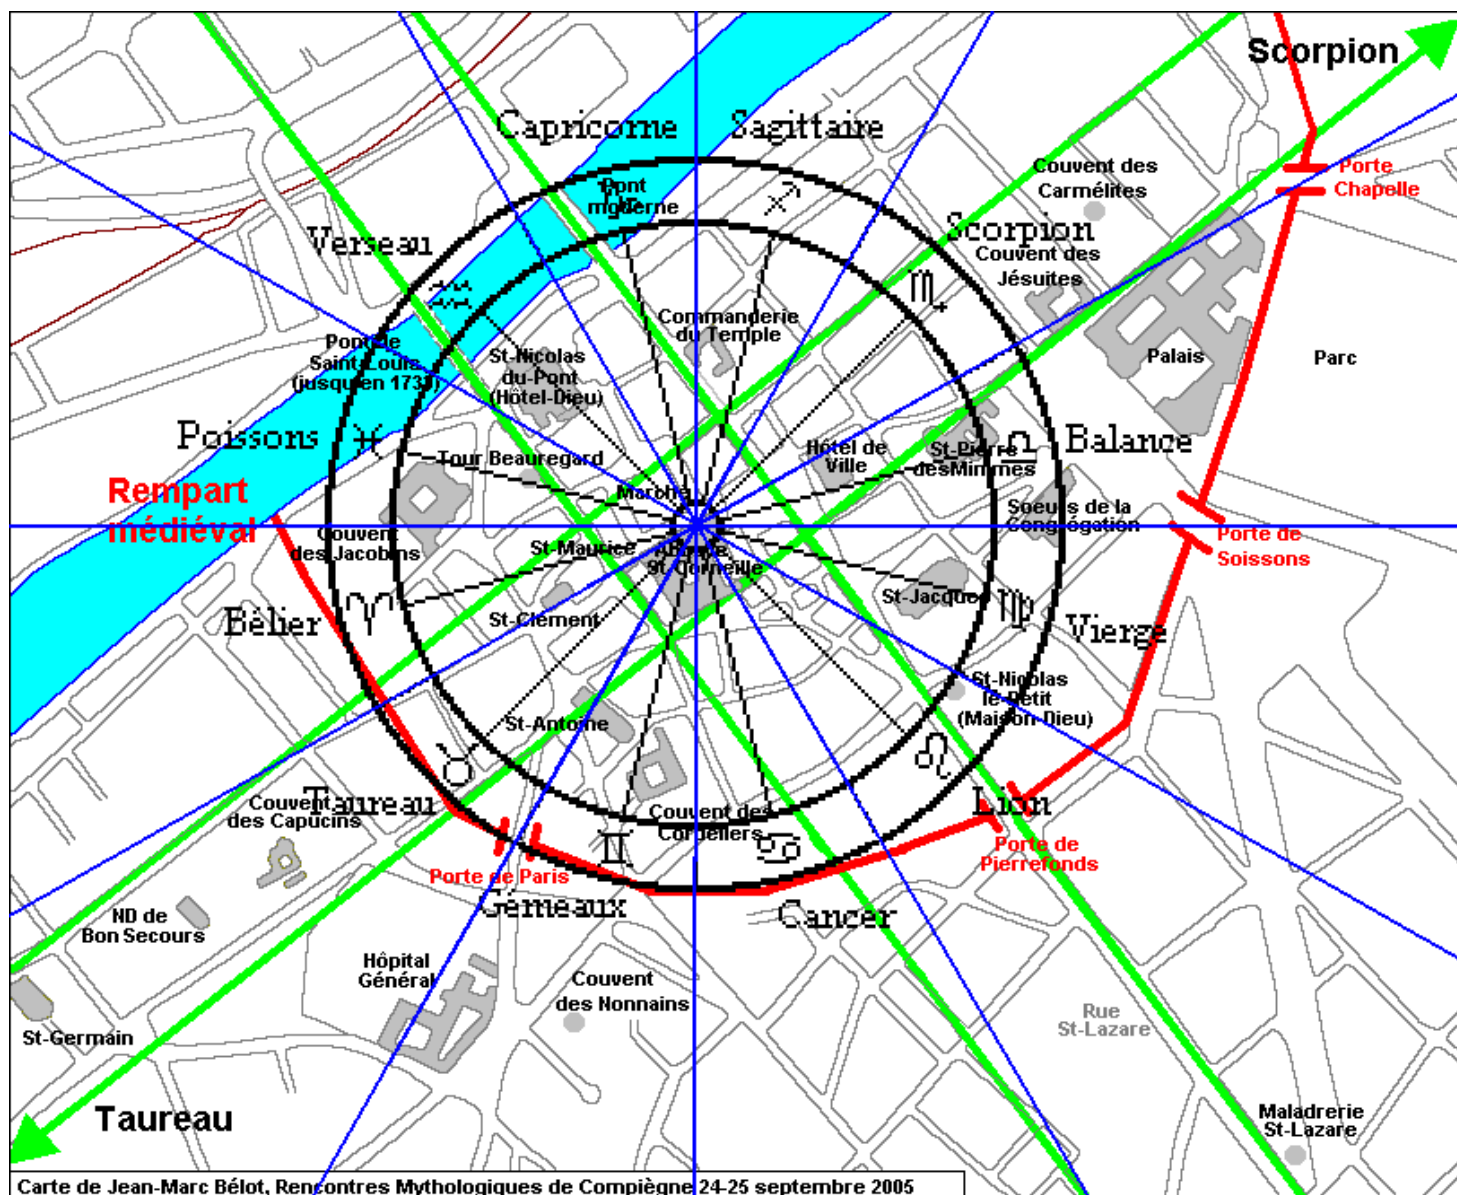 Scorpion
Capricorne
Sagittaire
Porte
Chapelle
Couvent des
Carmélites
Pont
moderne
Verseau
Scorpion
Couvent des
Jésuites
Commanderie
du Temple
Pont de
Saint-Louis
(jusqu'en 1733)
St-Nicolas
du-Pont
(Hôtel-Dieu)
Palais
Parc
Poissons
Balance
Tour Beauregard
Hôtel de
Ville
St-Pierre
des Minimes
Rempart
médiéval
Marché
Soeurs de la
Congrégation
Couvent
des Jacobins
St-Maurice
Abbaye
St-Corneille
Porte de
Soissons
St-Jacques
Bélier
St-Clément
Vierge
St-Nicolas
le-Petit
(Maison-Dieu)
St-Antoine
Taureau
Couvent
des Capucins
Couvent des
Cordeliers
Lion
Porte de
Pierrefonds
Porte de Paris
Gémeaux
Cancer
ND de
Bon Secours
Hôpital
Général
Couvent
des Nonnains
Rue
St-Lazare
St-Germain
Taureau
Maladrerie
St-Lazare
Carte de Jean-Marc Bélot, Rencontres Mythologiques de Compiègne 24-25 septembre 2005